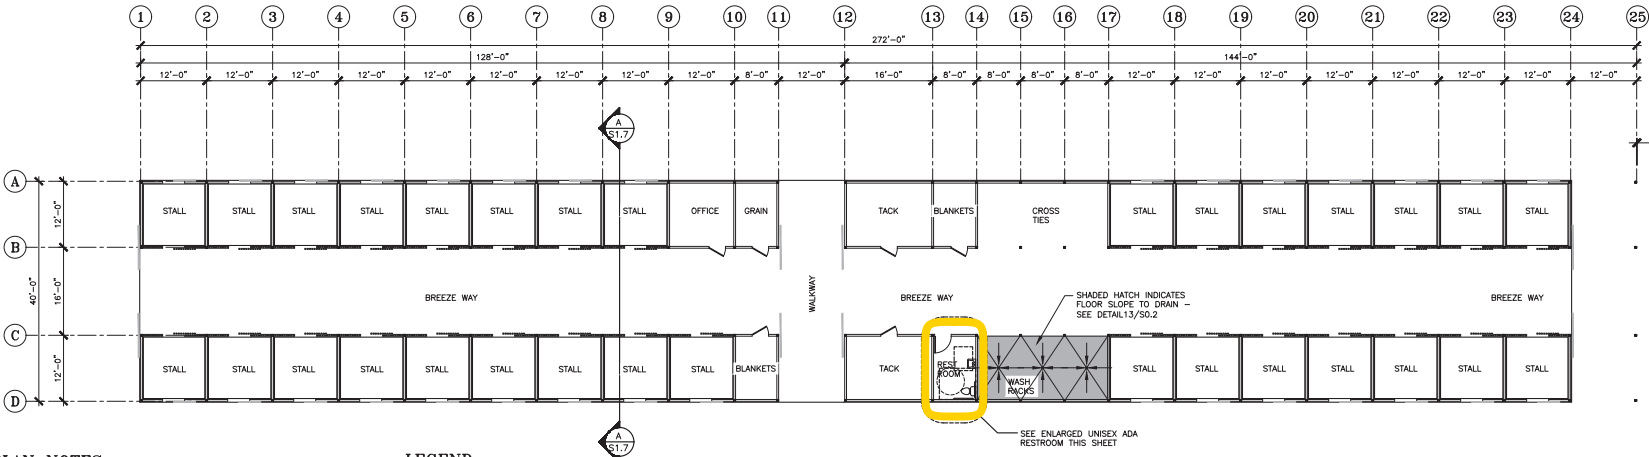 1 2 3 4 5 6 7 8 9 10 11 12 13 14 15 16 17 18 19 20 21 22 23 24 25
272'-0"
128'-0" 144'-0"
12'-0" 12'-0" 12'-0" 12'-0" 12'-0" 12'-0" 12'-0" 12'-0" 12'-0" 8'-0" 12'-0" 16'-0" 8'-0" 8'-0" 8'-0" 8'-0" 12'-0" 12'-0" 12'-0" 12'-0" 12'-0" 12'-0" 12'-0" 12'-0"
A
S1.7
A
12'-0"
STALL STALL STALL STALL STALL STALL STALL STALL OFFICE GRAIN TACK BLANKETS CROSS STALL STALL STALL STALL STALL STALL STALL
TIES
B
40'-0"
16'-0"
WALKWAY
BREEZE WAY BREEZE WAY BREEZE WAY
SHADED HATCH INDICATES
FLOOR SLOPE TO DRAIN -
SEE DETAIL13/S0.2
C
12'-0"
STALL STALL STALL STALL STALL STALL STALL STALL STALL BLANKETS TACK REST STALL STALL STALL STALL STALL STALL STALL
ROOM
WASH
RACKS
D
SEE ENLARGED UNISEX ADA
RESTROOM THIS SHEET
A
S1.7